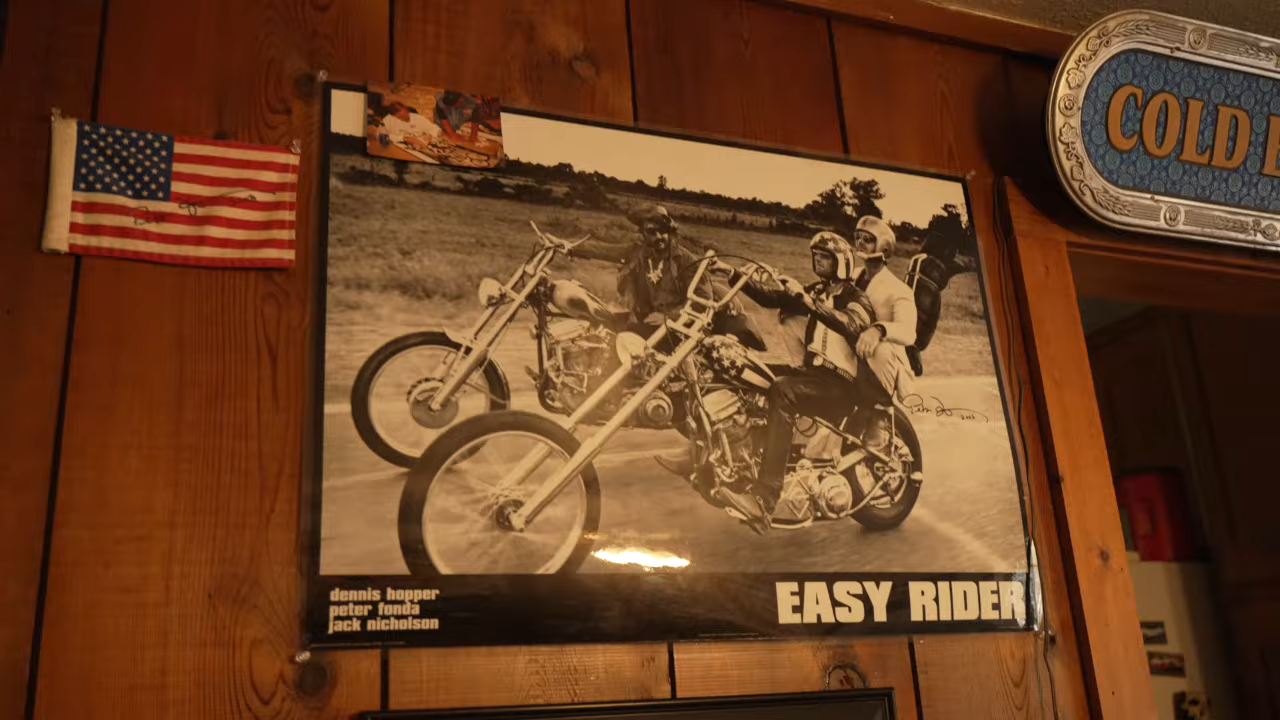 COLD
dennis hopper
peter fonda
jack nicholson
EASY RIDER